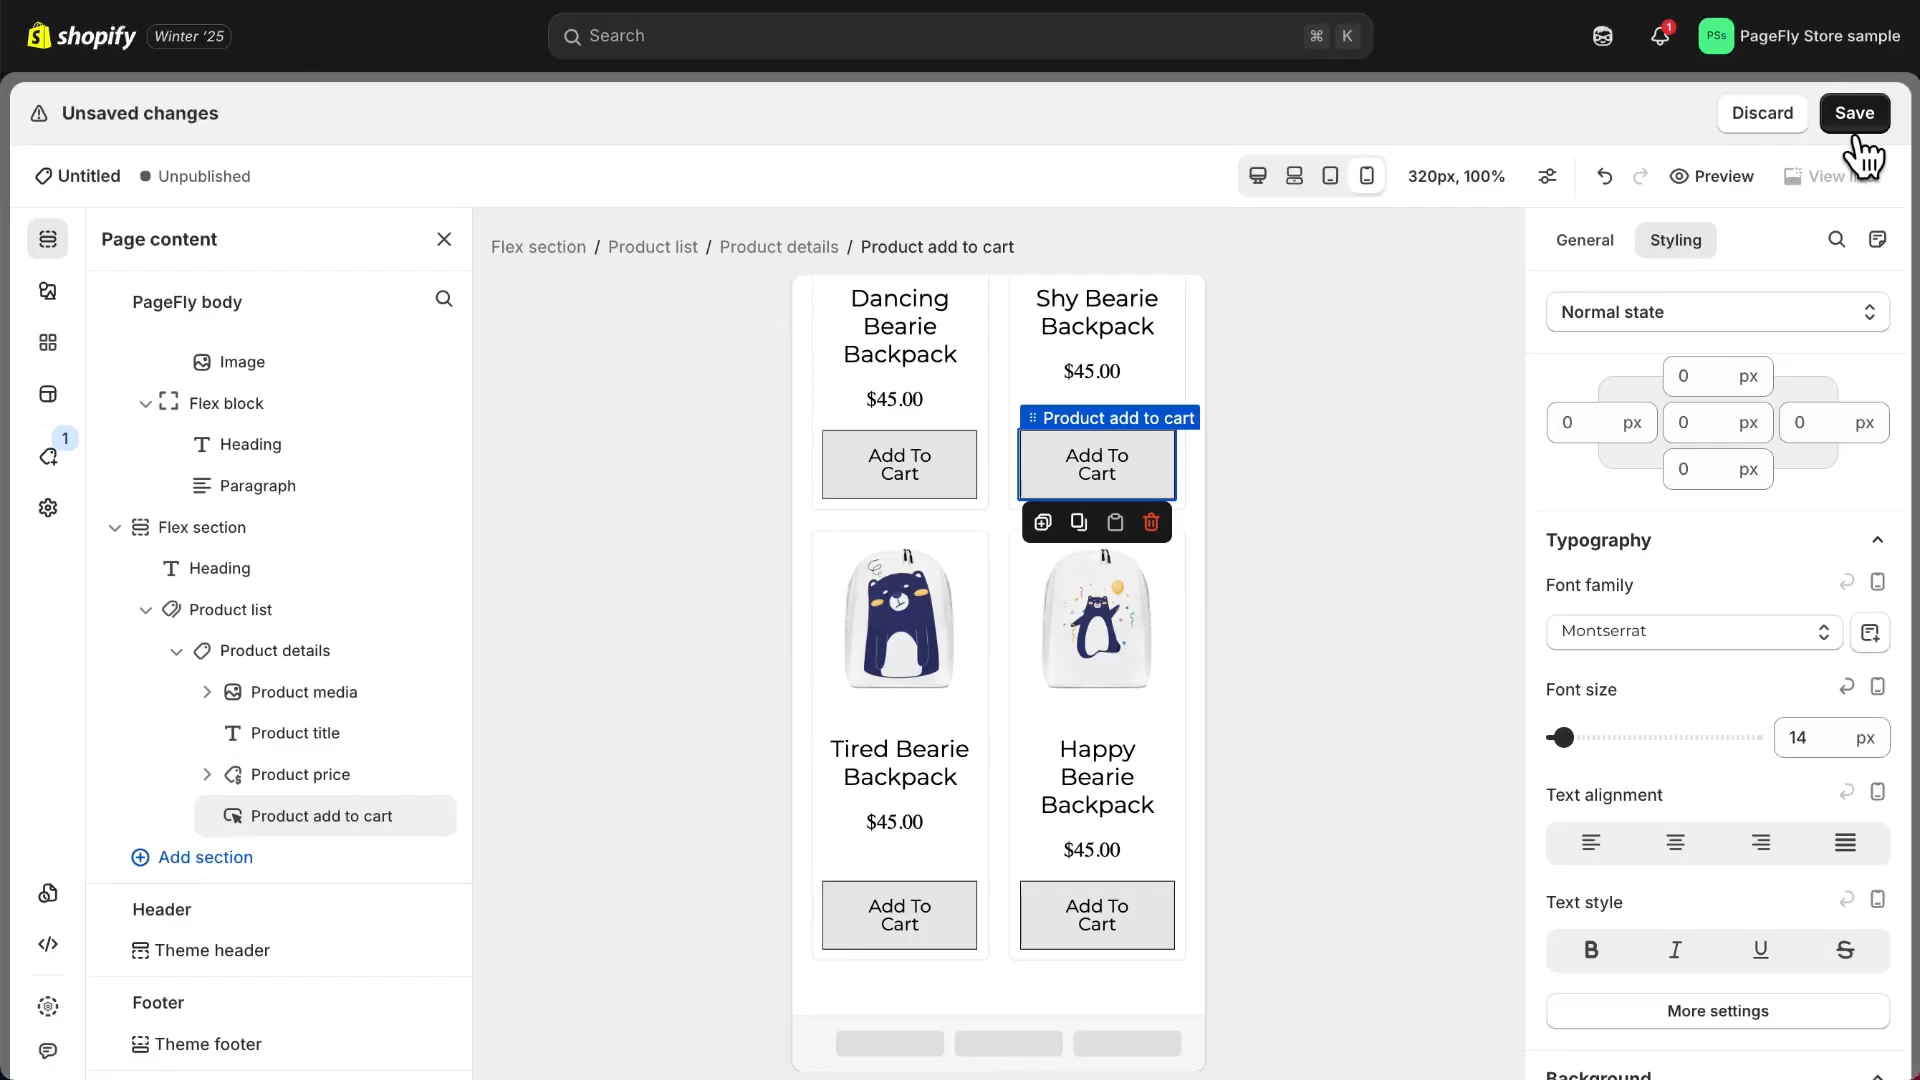 shopify
Winter '25
Search
⌘ K
1
PSs
PageFly Store sample
Unsaved changes
Discard
Save
Untitled
Unpublished
320px, 100%
Preview
View
Page content
PageFly body
Image
Flex block
Heading
Paragraph
Flex section
Heading
Product list
Product details
Product media
Product title
Product price
Product add to cart
Add section
Header
Theme header
Footer
Theme footer
1
Flex section / Product list / Product details / Product add to cart
Dancing
Bearie
Backpack
$45.00
Add To
Cart
Shy Bearie
Backpack
$45.00
Product add to cart
Add To
Cart
Tired Bearie
Backpack
$45.00
Add To
Cart
Happy
Bearie
Backpack
$45.00
Add To
Cart
General
Styling
Normal state
0 px
0 px
0 px
0 px
0 px
Typography
Font family
Montserrat
Font size
14 px
Text alignment
Text style
B I U S
More settings
Background